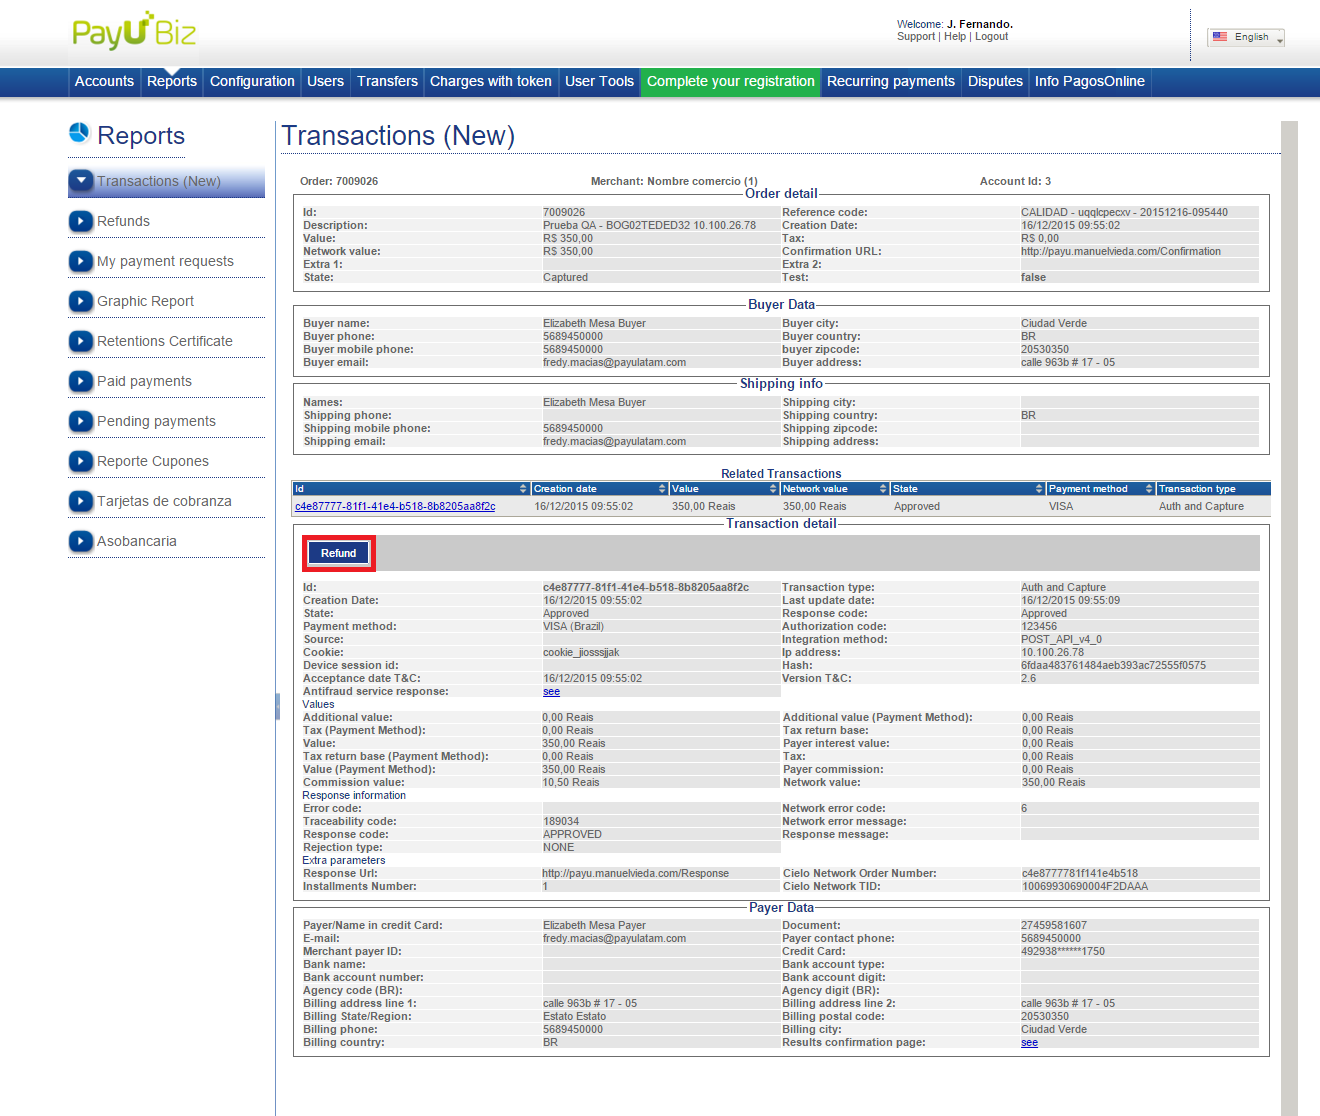 PayU Biz
Welcome: J. Fernando.
Support | Help | Logout
English
Accounts Reports Configuration Users Transfers Charges with token User Tools Complete your registration Recurring payments Disputes Info PagosOnline
Reports
Transactions (New)
Refunds
My payment requests
Graphic Report
Retentions Certificate
Paid payments
Pending payments
Reporte Cupones
Tarjetas de cobranza
Asobancaria
Transactions (New)
Order: 7009026 Merchant: Nombre comercio (1) Account Id: 3
Order detail
Id: 7009026 Reference code: CALIDAD - uqqlcpecxv - 20151216-095440
Description: Prueba QA - BOG02TEDED32 10.100.26.78 Creation Date: 16/12/2015 09:55:02
Value: R$ 350,00 Tax: R$ 0,00
Network value: R$ 350,00 Confirmation URL: http://payu.manuelvieda.com/Confirmation
Extra 1: Extra 2:
State: Captured Test: false
Buyer Data
Buyer name: Elizabeth Mesa Buyer Buyer city: Ciudad Verde
Buyer phone: 5689450000 Buyer country: BR
Buyer mobile phone: 5689450000 buyer zipcode: 20530350
Buyer email: fredy.macias@payulatam.com Buyer address: calle 963b # 17 - 05
Shipping info
Names: Elizabeth Mesa Buyer Shipping city:
Shipping phone: Shipping country: BR
Shipping mobile phone: 5689450000 Shipping zipcode:
Shipping email: fredy.macias@payulatam.com Shipping address:
Related Transactions
Id Creation date Value Network value State Payment method Transaction type
c4e87777-81f1-41e4-b518-8b8205aa8f2c 16/12/2015 09:55:02 350,00 Reais 350,00 Reais Approved VISA Auth and Capture
Transaction detail
Refund
Id: c4e87777-81f1-41e4-b518-8b8205aa8f2c Transaction type: Auth and Capture
Creation Date: 16/12/2015 09:55:02 Last update date: 16/12/2015 09:55:09
State: Approved Response code: Approved
Payment method: VISA (Brazil) Authorization code: 123456
Source: Integration method: POST_API_v4_0
Cookie: cookie_jiosssjjak Ip address: 10.100.26.78
Device session id: Hash: 6fdaa483761484aeb393ac72555f0575
Acceptance date T&C: 16/12/2015 09:55:02 Version T&C: 2.6
Antifraud service response: see
Values
Additional value: 0,00 Reais Additional value (Payment Method): 0,00 Reais
Tax (Payment Method): 0,00 Reais Tax return base: 0,00 Reais
Value: 350,00 Reais Payer interest value: 0,00 Reais
Tax return base (Payment Method): 0,00 Reais Tax: 0,00 Reais
Value (Payment Method): 350,00 Reais Payer commission: 0,00 Reais
Commission value: 10,50 Reais Network value: 350,00 Reais
Response information
Error code: Network error code: 6
Traceability code: 189034 Network error message:
Response code: APPROVED Response message:
Rejection type: NONE
Extra parameters
Response Url: http://payu.manuelvieda.com/Response Cielo Network Order Number: c4e8777781f141e4b518
Installments Number: 1 Cielo Network TID: 10069930690004F2DAAA
Payer Data
Payer/Name in credit Card: Elizabeth Mesa Payer Document: 27459581607
E-mail: fredy.macias@payulatam.com Payer contact phone: 5689450000
Merchant payer ID: Credit Card: 492938******1750
Bank name: Bank account type:
Bank account number: Bank account digit:
Agency code (BR): Agency digit (BR):
Billing address line 1: calle 963b # 17 - 05 Billing address line 2: calle 963b # 17 - 05
Billing State/Region: Estato Estato Billing postal code: 20530350
Billing phone: 5689450000 Billing city: Ciudad Verde
Billing country: BR Results confirmation page: see